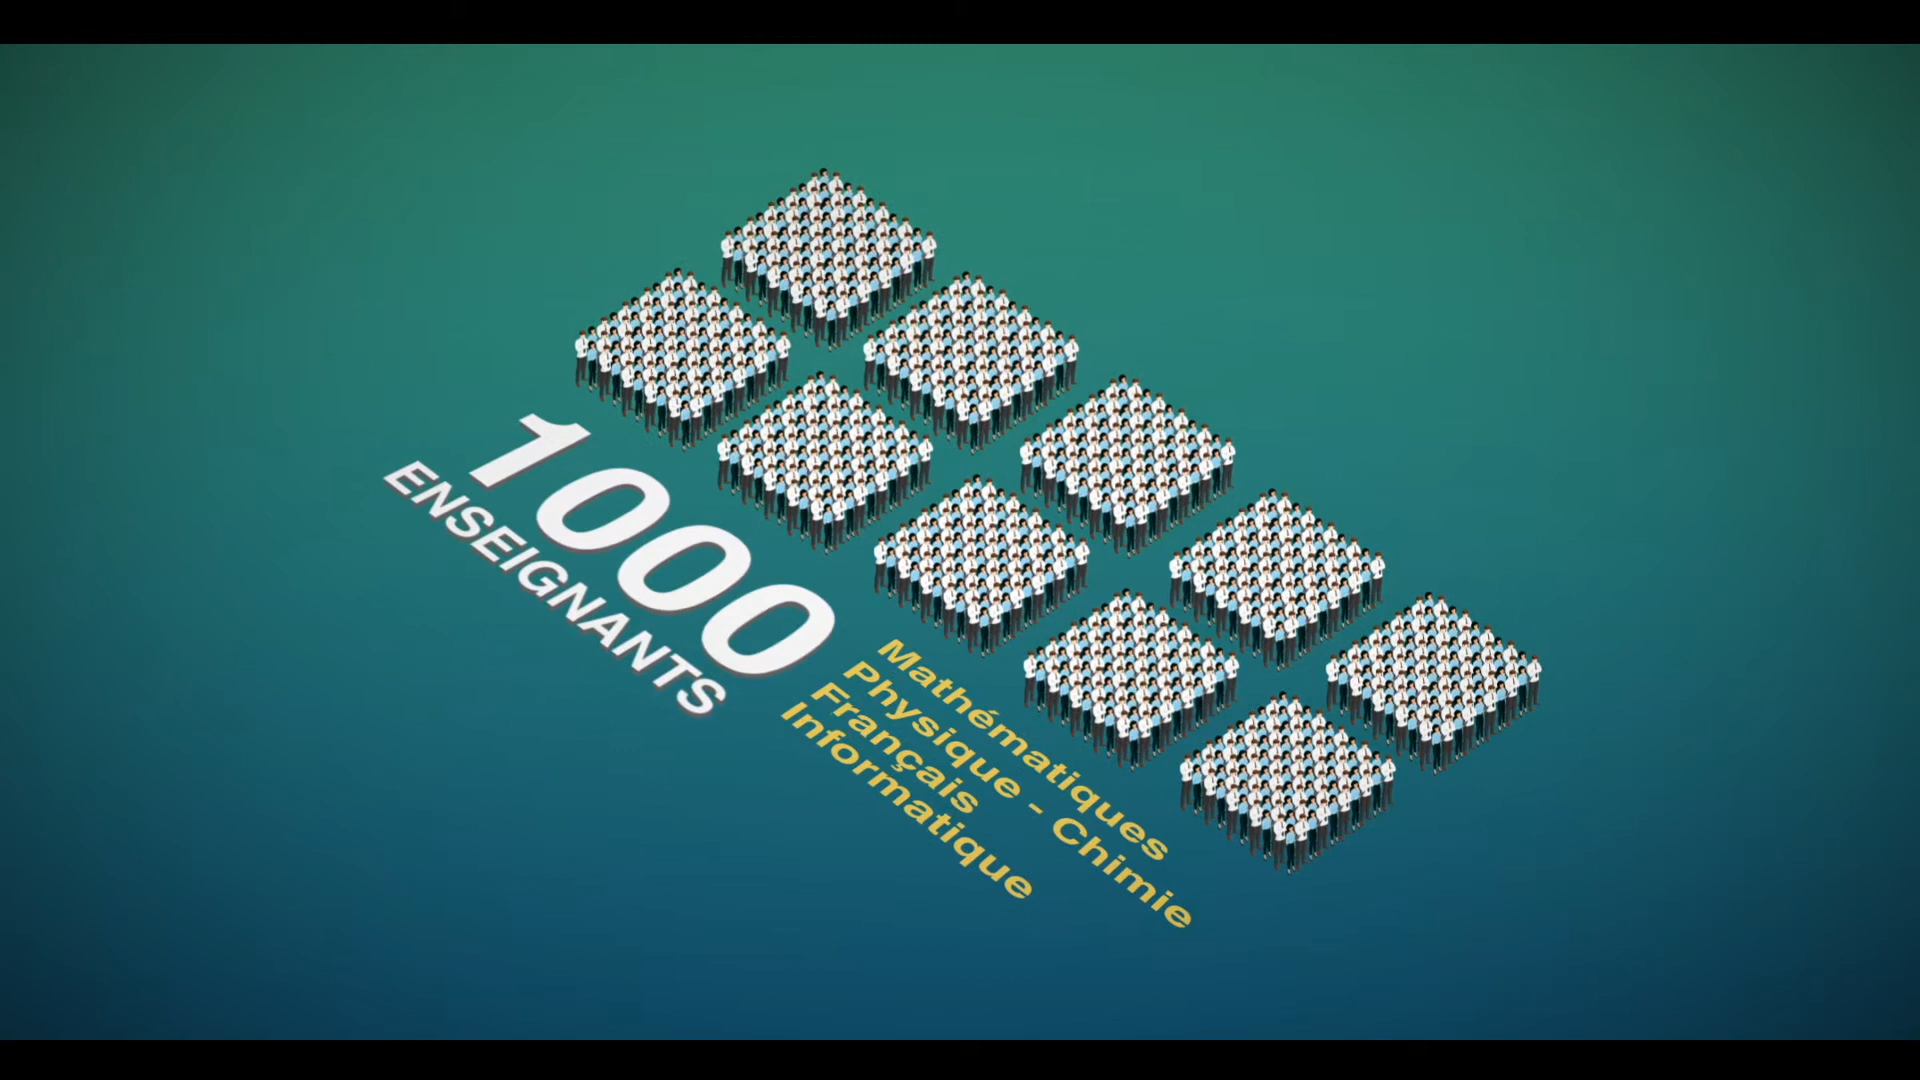 1000
ENSEIGNANTS
Mathématiques
Physique - Chimie
Français
Informatique